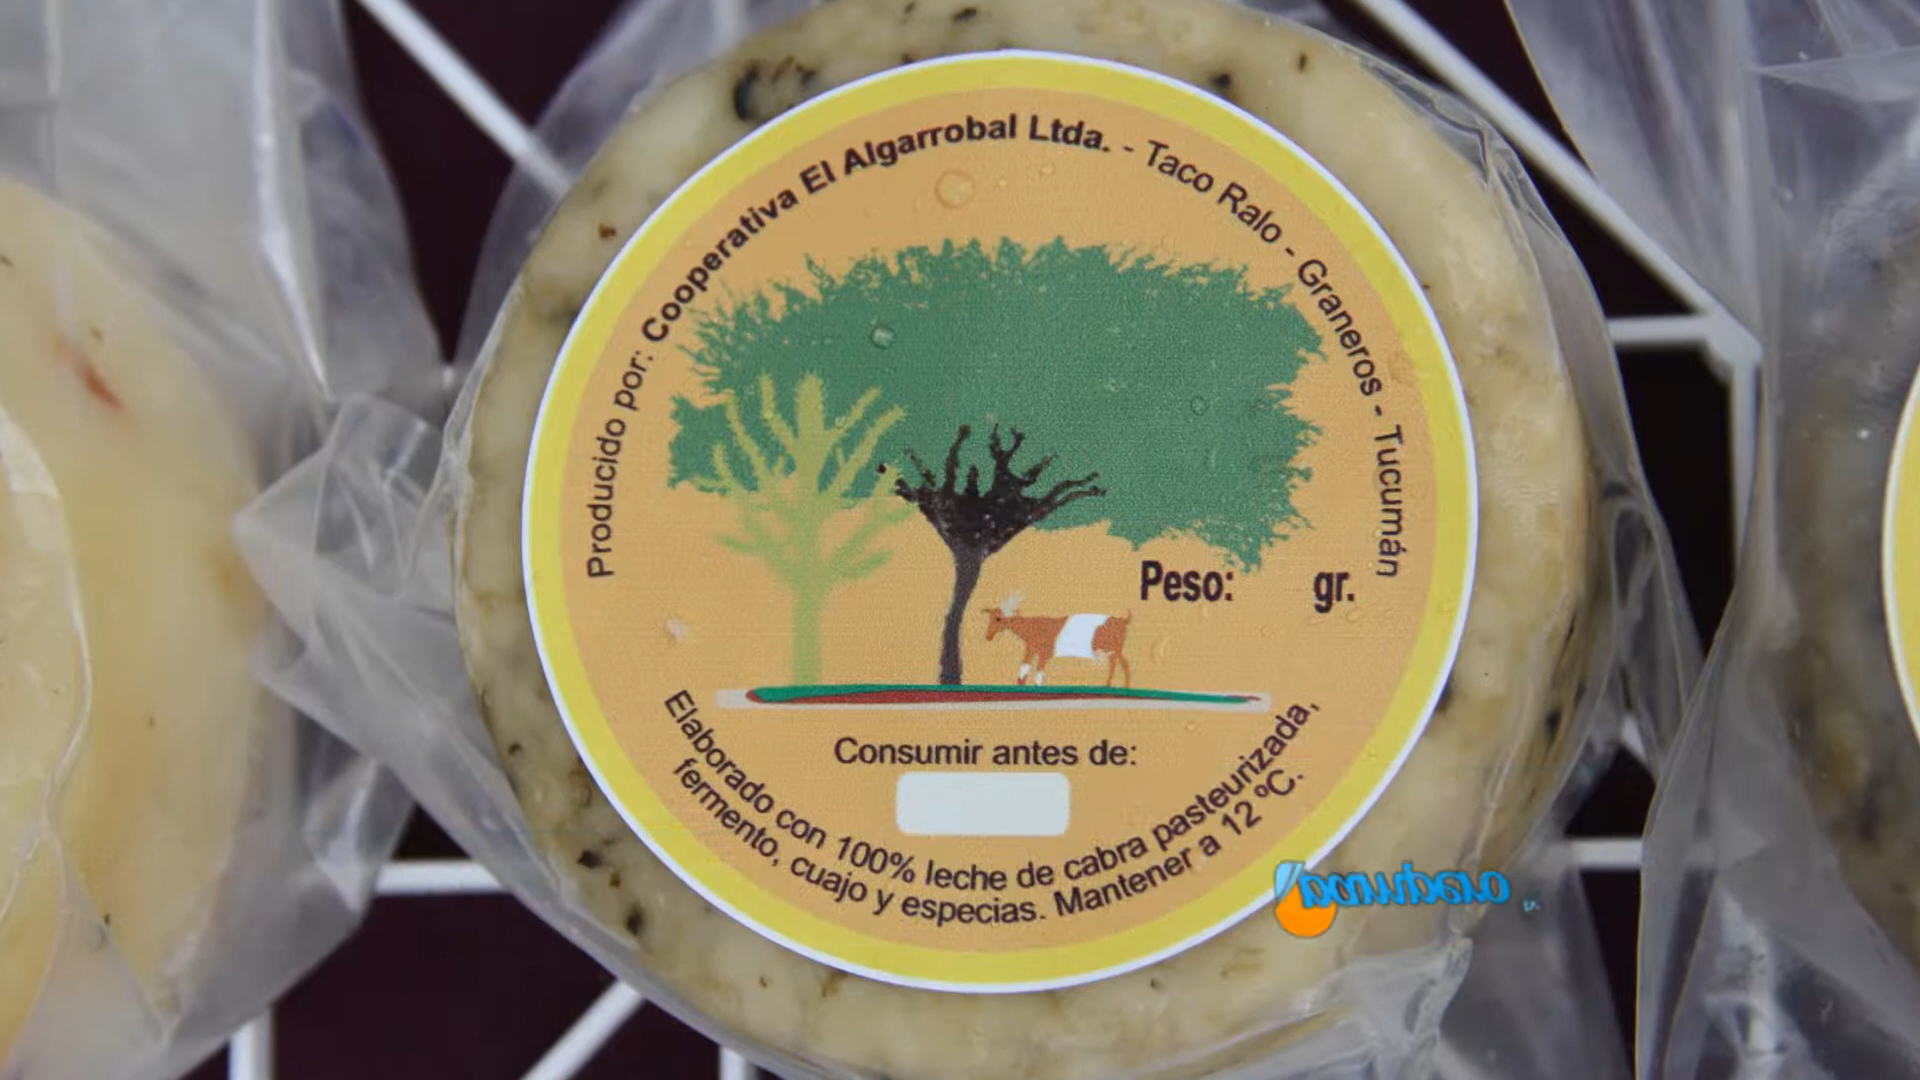 Producido por: Cooperativa El Algarrobal Ltda. - Taco Ralo - Graneros - Tucumán
Peso: gr.
Consumir antes de:
Elaborado con 100% leche de cabra pasteurizada,
fermento, cuajo y especias. Mantener a 12 ºC.